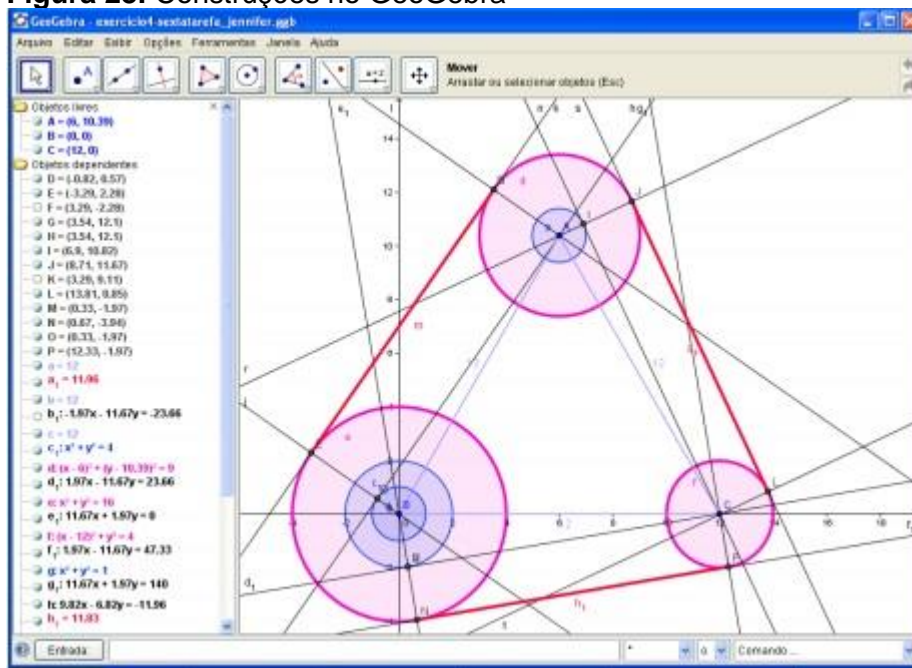 Figura 28. Construções no GeoGebra
GeoGebra - exercicio4-sextatarefa_jennifer.ggb
Arquivo Editar Exibir Opções Ferramentas Janela Ajuda
Mover
Arrastar ou selecionar objetos (Esc)
Objetos livres
A = (6, 10.39)
B = (0, 0)
C = (12, 0)
Objetos dependentes
D = (-0.82, 0.57)
E = (-3.29, 2.28)
F = (3.29, -2.28)
G = (3.54, 12.1)
H = (3.54, 12.1)
I = (6.9, 10.82)
J = (8.71, 11.67)
K = (3.29, 9.11)
L = (13.81, 0.85)
M = (0.33, -1.97)
N = (0.67, -3.94)
O = (0.33, -1.97)
P = (12.33, -1.97)
a = 12
a₁ = 11.96
b = 12
b₁: -1.97x - 11.67y = -23.66
c = 12
c₁: x² + y² = 4
d: (x - 6)² + (y - 10.39)² = 9
d₁: 1.97x - 11.67y = 23.66
e: x² + y² = 16
e₁: 11.67x + 1.97y = 0
f: (x - 12)² + y² = 4
f₁: 1.97x - 11.67y = 47.33
g: x² + y² = 1
g₁: 11.67x + 1.97y = 140
h: 9.82x - 6.82y = -11.96
h₁ = 11.83
Entrada:
Comando ...